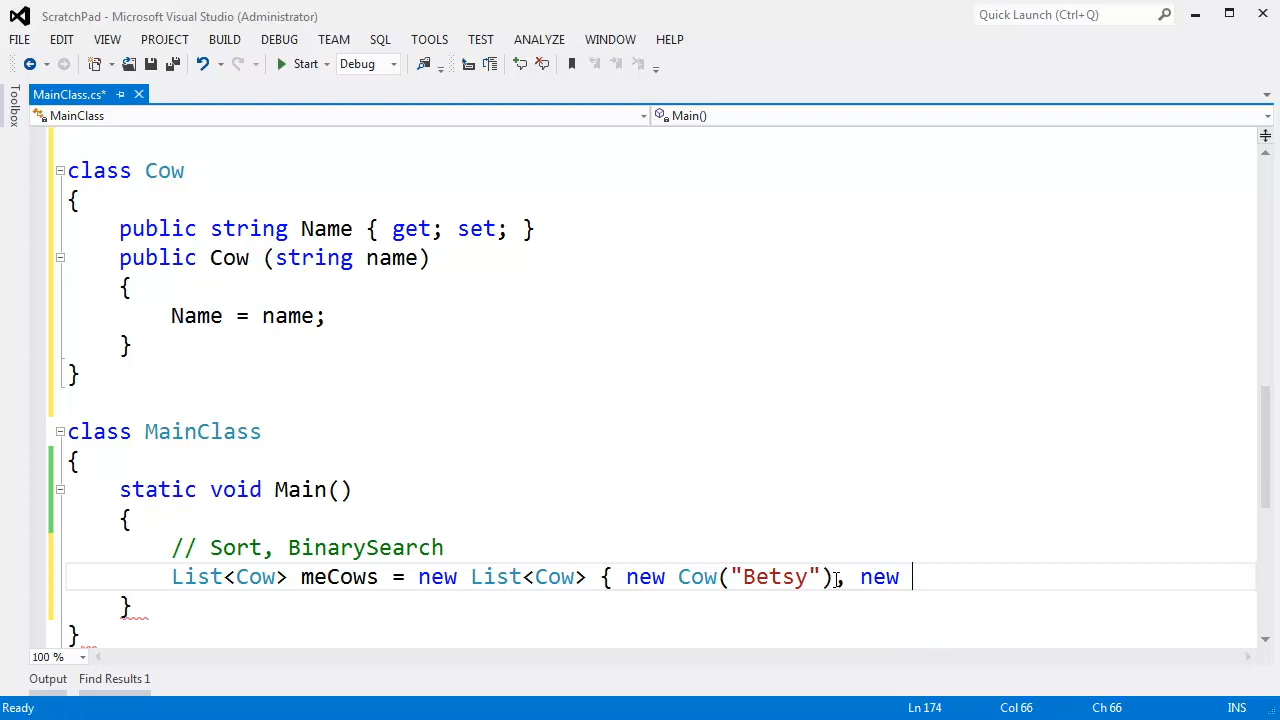 ScratchPad - Microsoft Visual Studio (Administrator)
Quick Launch (Ctrl+Q)
FILE EDIT VIEW PROJECT BUILD DEBUG TEAM SQL TOOLS TEST ANALYZE WINDOW HELP
Start Debug
MainClass.cs*
Toolbox
MainClass Main()
class Cow
{
public string Name { get; set; }
public Cow (string name)
{
Name = name;
}
}
class MainClass
{
static void Main()
{
// Sort, BinarySearch
List<Cow> meCows = new List<Cow> { new Cow("Betsy"), new
}
}
100 %
Output Find Results 1
Ready Ln 174 Col 66 Ch 66 INS